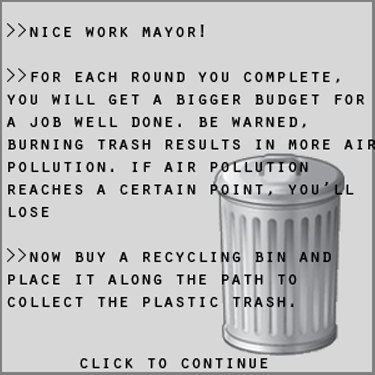 >>NICE WORK MAYOR!
>>FOR EACH ROUND YOU COMPLETE,
YOU WILL GET A BIGGER BUDGET FOR
A JOB WELL DONE. BE WARNED,
BURNING TRASH RESULTS IN MORE AIR
POLLUTION. IF AIR POLLUTION
REACHES A CERTAIN POINT, YOU'LL
LOSE
>>NOW BUY A RECYCLING BIN AND
PLACE IT ALONG THE PATH TO
COLLECT THE PLASTIC TRASH.
CLICK TO CONTINUE